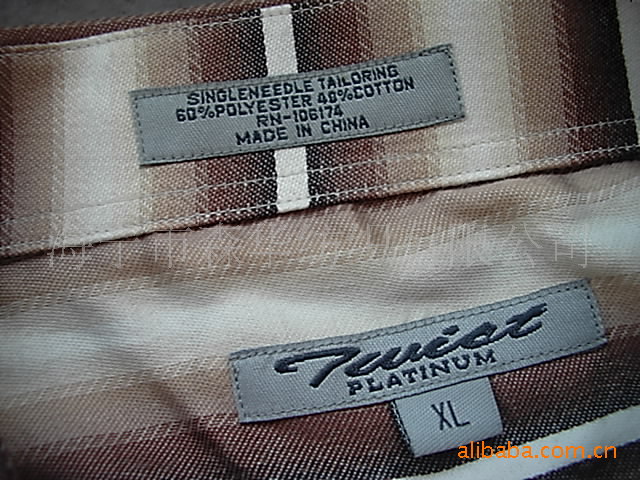 SINGLENEEDLE TAILORING
60%POLYESTER 40%COTTON
RN-106174
MADE IN CHINA
Twist
PLATINUM
XL
alibaba.com.cn